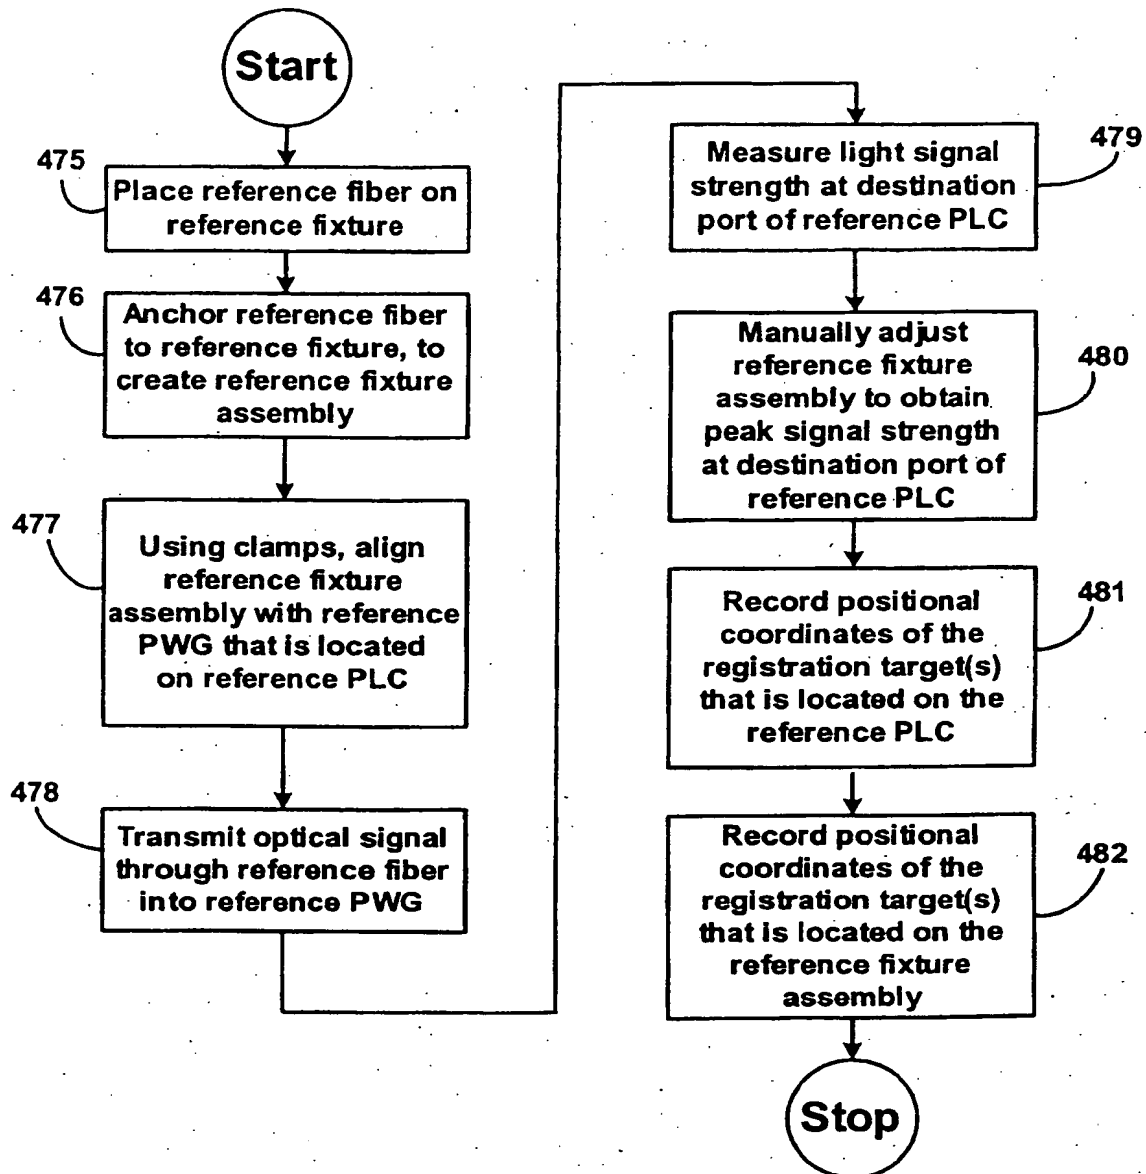 Start
475
Place reference fiber on
reference fixture
476
Anchor reference fiber
to reference fixture, to
create reference fixture
assembly
477
Using clamps, align
reference fixture
assembly with reference
PWG that is located
on reference PLC
478
Transmit optical signal
through reference fiber
into reference PWG
479
Measure light signal
strength at destination
port of reference PLC
480
Manually adjust
reference fixture
assembly to obtain
peak signal strength
at destination port of
reference PLC
481
Record positional
coordinates of the
registration target(s)
that is located on the
reference PLC
482
Record positional
coordinates of the
registration target(s)
that is located on the
reference fixture
assembly
Stop